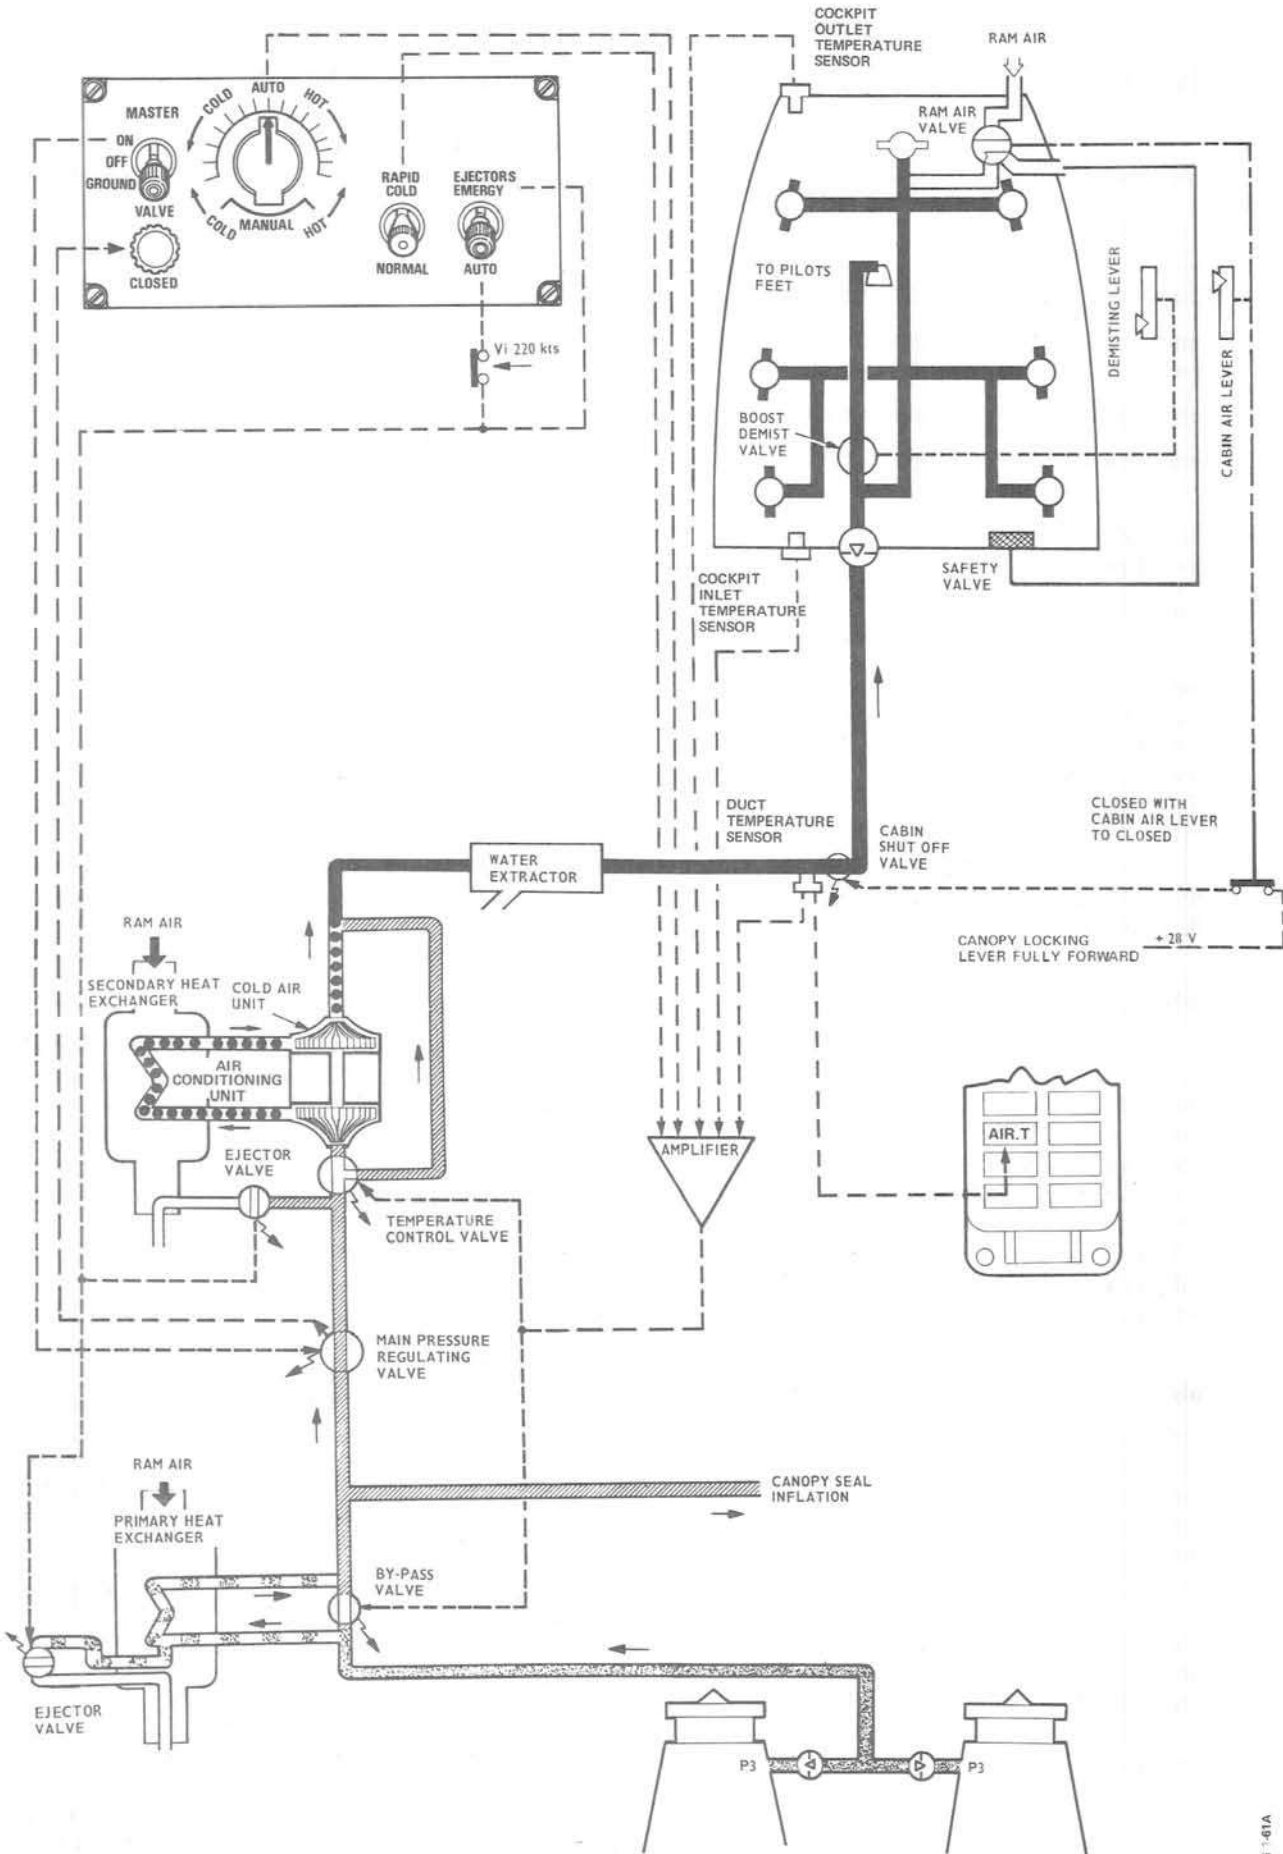 COCKPIT
OUTLET
TEMPERATURE
SENSOR
RAM AIR
RAM AIR
VALVE
MASTER
ON
OFF
GROUND
VALVE
CLOSED
COLD
AUTO
HOT
COLD
MANUAL
HOT
RAPID
COLD
NORMAL
EJECTORS
EMERGY
AUTO
Vi 220 kts
TO PILOTS
FEET
DEMISTING LEVER
CABIN AIR LEVER
BOOST
DEMIST
VALVE
SAFETY
VALVE
COCKPIT
INLET
TEMPERATURE
SENSOR
DUCT
TEMPERATURE
SENSOR
CABIN
SHUT OFF
VALVE
CLOSED WITH
CABIN AIR LEVER
TO CLOSED
WATER
EXTRACTOR
+ 28 V
CANOPY LOCKING
LEVER FULLY FORWARD
RAM AIR
SECONDARY HEAT
EXCHANGER
COLD AIR
UNIT
AIR
CONDITIONING
UNIT
EJECTOR
VALVE
AMPLIFIER
AIR.T
TEMPERATURE
CONTROL VALVE
MAIN PRESSURE
REGULATING
VALVE
RAM AIR
PRIMARY HEAT
EXCHANGER
CANOPY SEAL
INFLATION
BY-PASS
VALVE
EJECTOR
VALVE
P3
P3